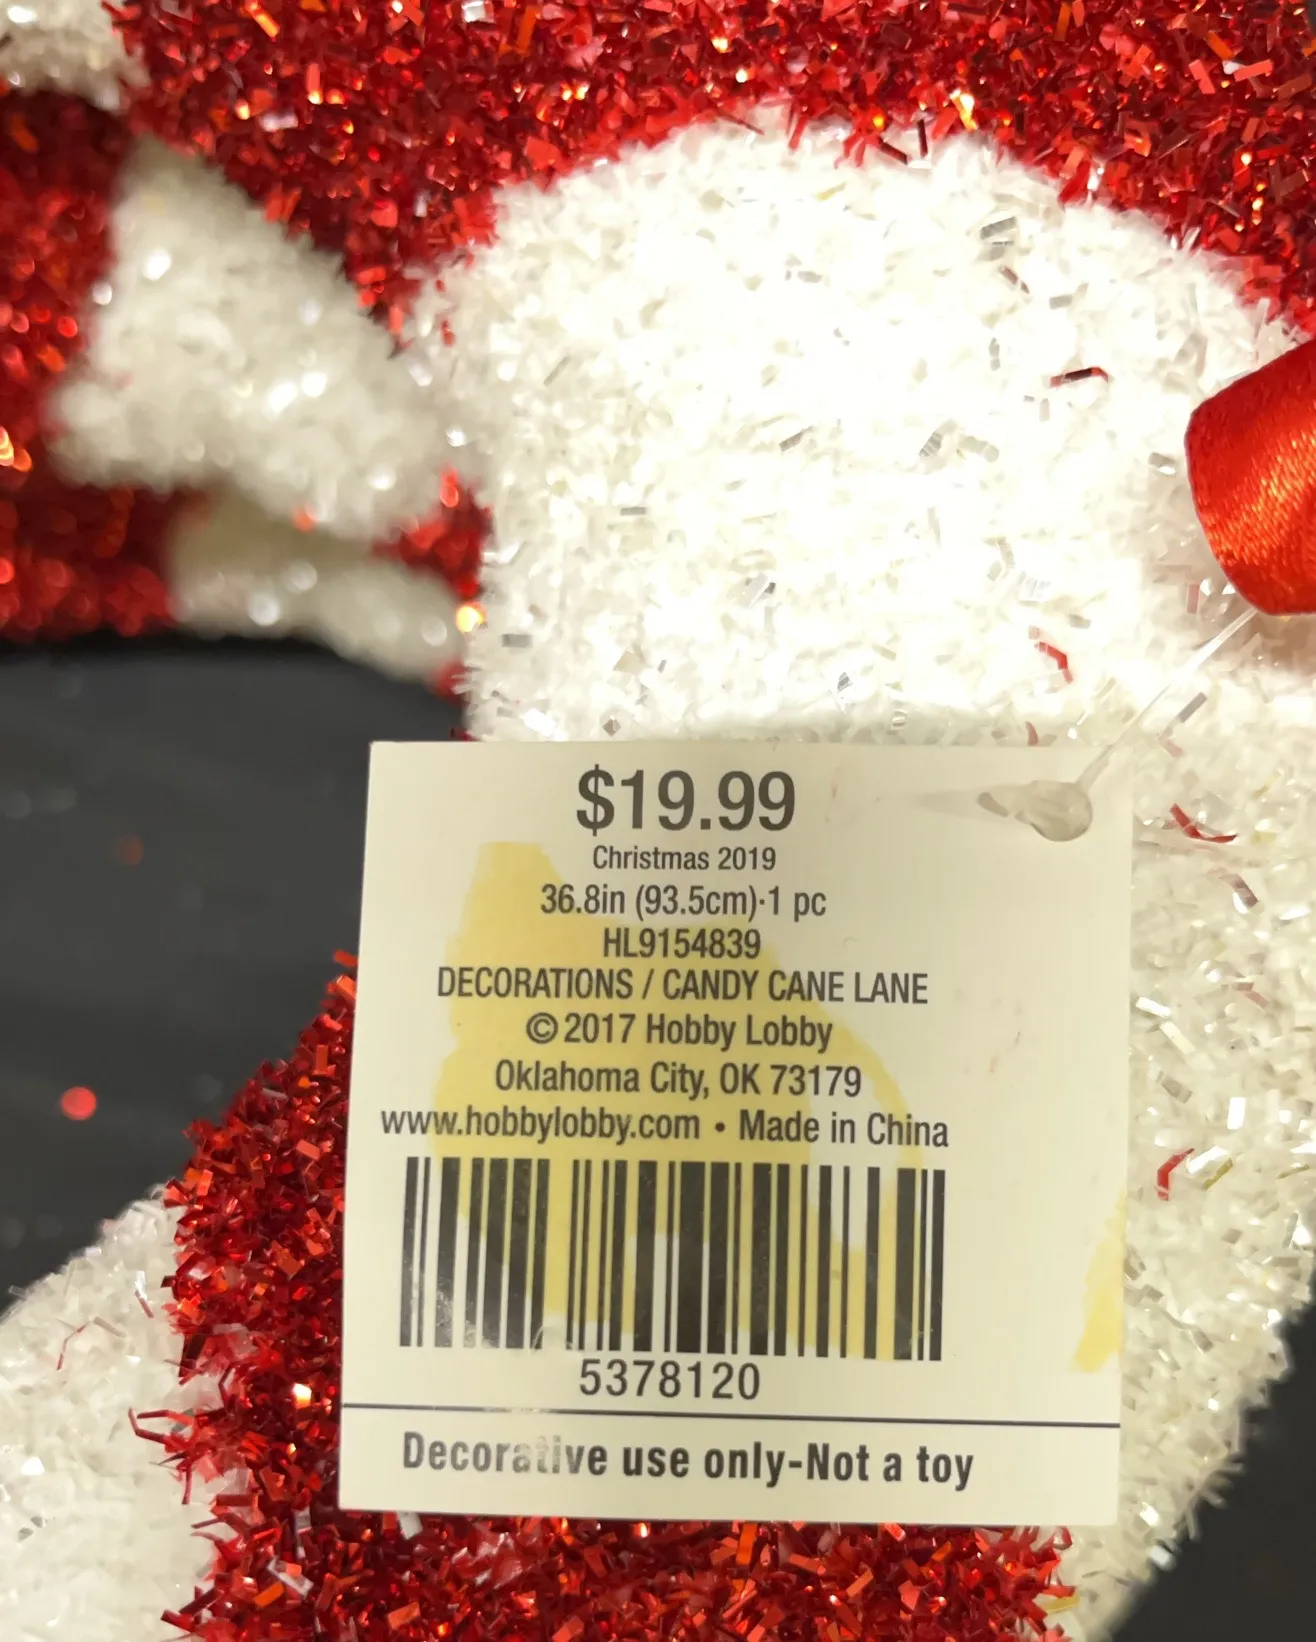 $19.99
Christmas 2019
36.8in (93.5cm)·1 pc
HL9154839
DECORATIONS / CANDY CANE LANE
© 2017 Hobby Lobby
Oklahoma City, OK 73179
www.hobbylobby.com • Made in China
5378120
Decorative use only-Not a toy